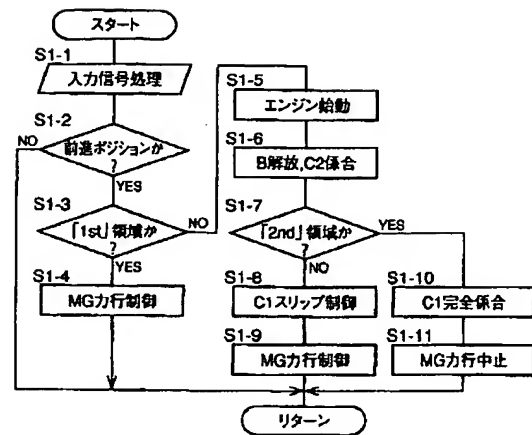 スタート
S1-1
入力信号処理
S1-2
前進ポジションか
?
NO
YES
S1-3
「1st」領域か
?
NO
YES
S1-4
MG力行制御
S1-5
エンジン始動
S1-6
B解放,C2係合
S1-7
「2nd」領域か
?
YES
NO
S1-8
C1スリップ制御
S1-9
MG力行制御
S1-10
C1完全係合
S1-11
MG力行中止
リターン